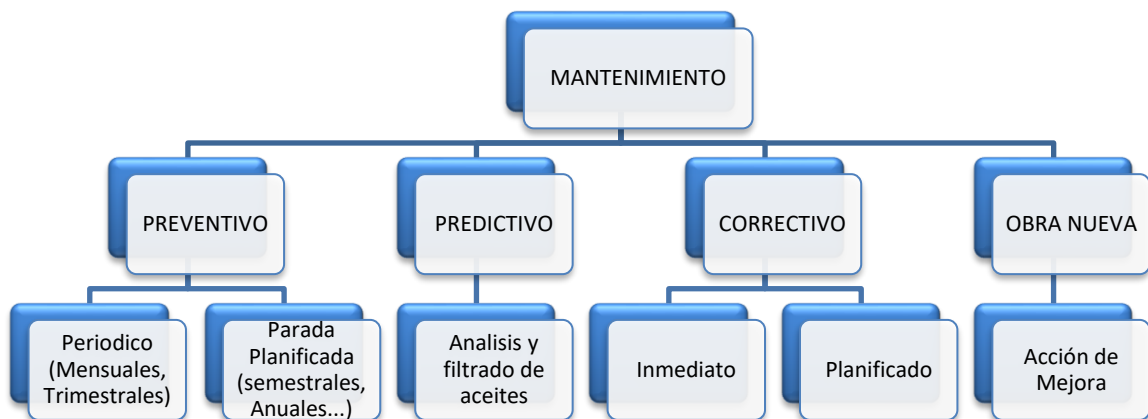 MANTENIMIENTO
PREVENTIVO
PREDICTIVO
CORRECTIVO
OBRA NUEVA
Periodico
(Mensuales,
Trimestrales)
Parada
Planificada
(semestrales,
Anuales...)
Analisis y
filtrado de
aceites
Inmediato
Planificado
Acción de
Mejora